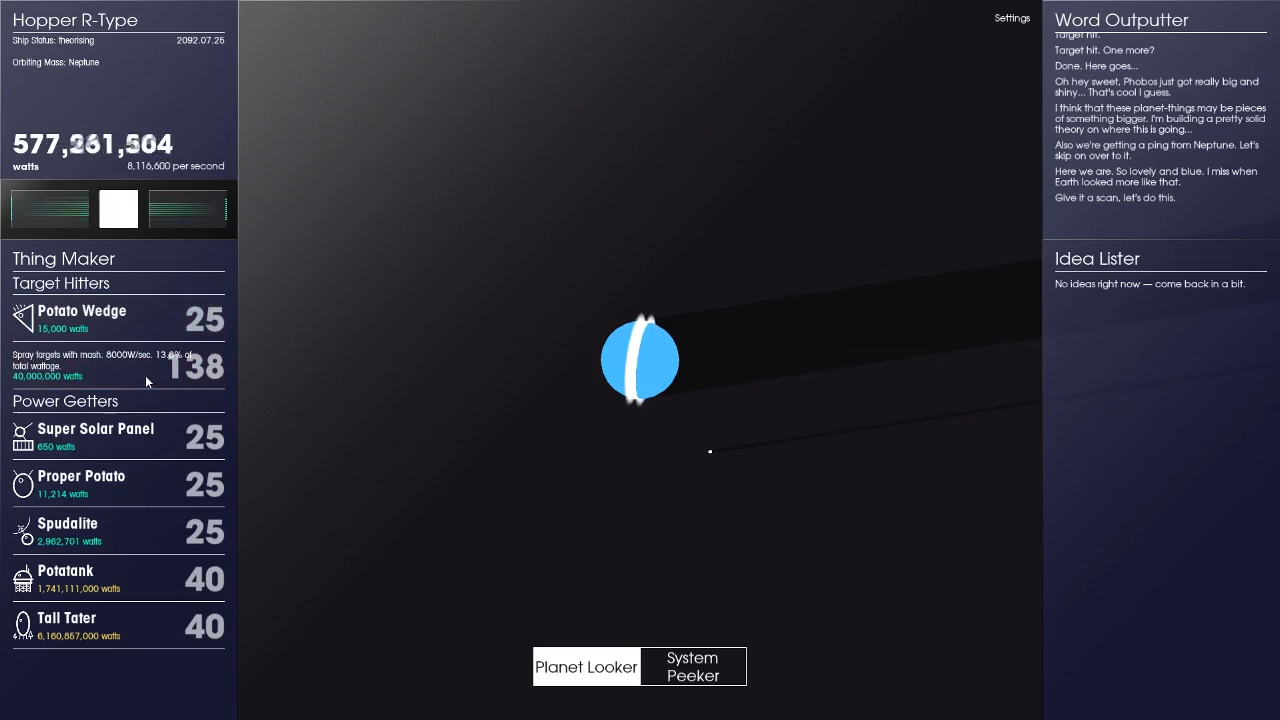 Hopper R-Type
Ship Status: theorising
2092.07.25
Orbiting Mass: Neptune
577,261,504
watts
8,116,600 per second
Thing Maker
Target Hitters
Potato Wedge
15,000 watts
25
Spray targets with mash. 8000W/sec. 13.6% of
total wattage.
40,000,000 watts
138
Power Getters
Super Solar Panel
650 watts
25
Proper Potato
11,214 watts
25
Spudalite
2,962,701 watts
25
Potatank
1,741,111,000 watts
40
Tall Tater
6,160,857,000 watts
40
Settings
Planet Looker
System
Peeker
Word Outputter
Target hit.
Target hit. One more?
Done. Here goes...
Oh hey sweet, Phobos just got really big and
shiny... That's cool I guess.
I think that these planet-things may be pieces
of something bigger. I'm building a pretty solid
theory on where this is going...
Also we're getting a ping from Neptune. Let's
skip on over to it.
Here we are. So lovely and blue. I miss when
Earth looked more like that.
Give it a scan, let's do this.
Idea Lister
No ideas right now — come back in a bit.